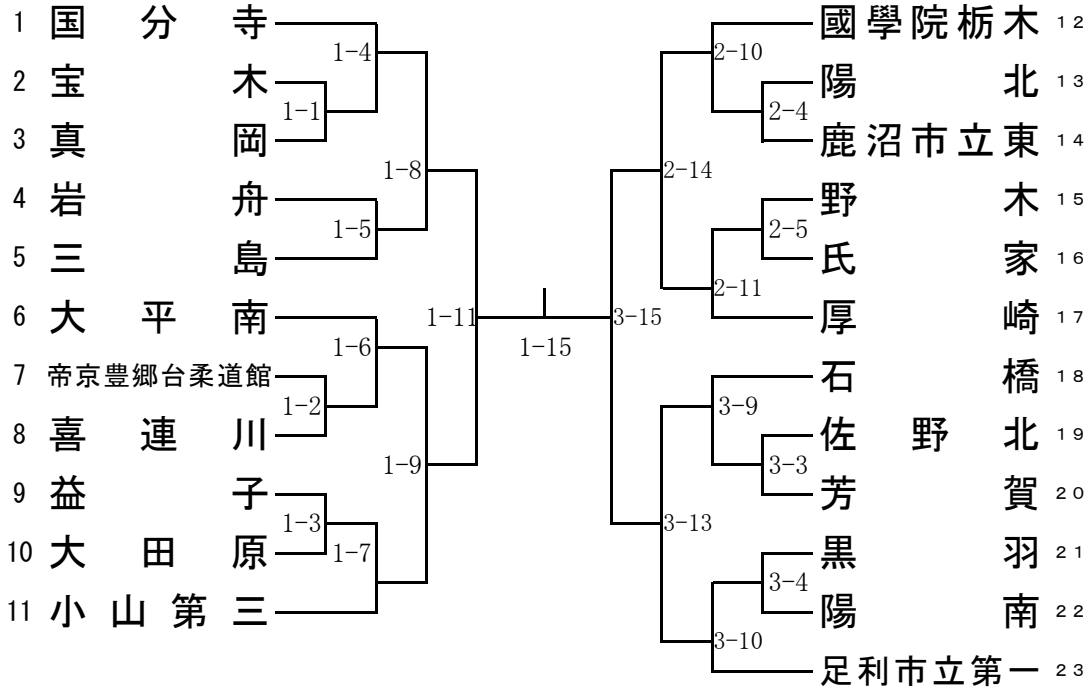 1 国分寺
1-4
2 宝木
1-1
3 真岡
1-8
4 岩舟
1-5
5 三島
1-11
6 大平南
1-6
7 帝京豊郷台柔道館
1-2
8 喜連川
1-9
9 益子
1-3
10 大田原
1-7
11 小山第三
1-15
國學院栃木 12
2-10
陽北 13
2-4
鹿沼市立東 14
2-14
野木 15
2-5
氏家 16
2-11
厚崎 17
3-15
石橋 18
3-9
佐野北 19
3-3
芳賀 20
3-13
黒羽 21
3-4
陽南 22
3-10
足利市立第一 23